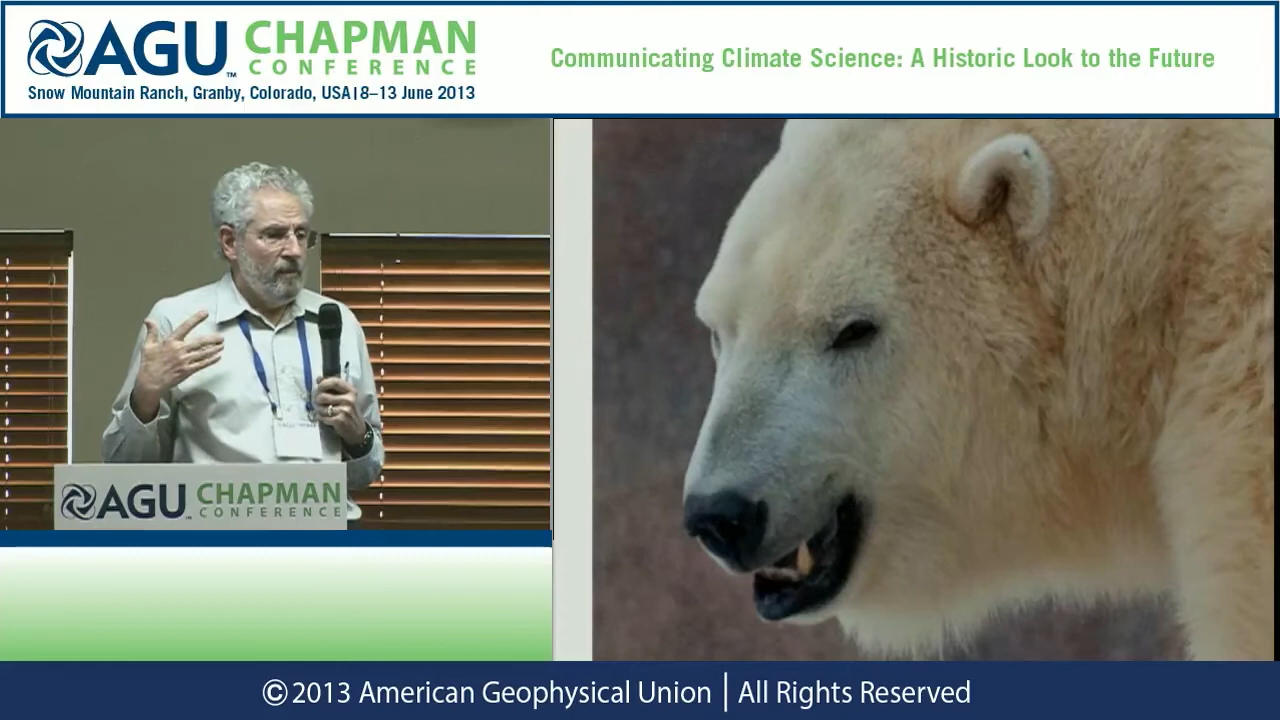 AGU CHAPMAN
CONFERENCE
Snow Mountain Ranch, Granby, Colorado, USA|8–13 June 2013
Communicating Climate Science: A Historic Look to the Future
AGU CHAPMAN
CONFERENCE
©2013 American Geophysical Union | All Rights Reserved